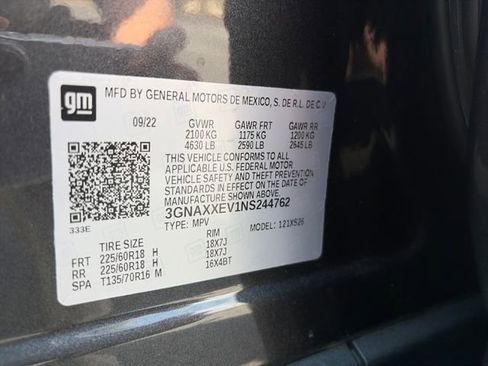 gm
MFD BY GENERAL MOTORS DE MEXICO, S. DE R.L. DE C.V
09/22 GVWR GAWR FRT GAWR RR
2100 KG 1175 KG 1200 KG
4630 LB 2590 LB 2645 LB
THIS VEHICLE CONFORMS TO ALL
APPLICABLE U.S. FEDERAL MOTOR
VEHICLE SAFETY AND THEFT PREVENTION
STANDARDS IN EFFECT ON THE DATE OF
MANUFACTURE SHOWN ABOVE.
3GNAXXEV1NS244762
TYPE: MPV MODEL: 121XS26
333E
TIRE SIZE RIM
FRT 225/60R18 H 18X7J
RR 225/60R18 H 18X7J
SPA T135/70R16 M 16X4BT